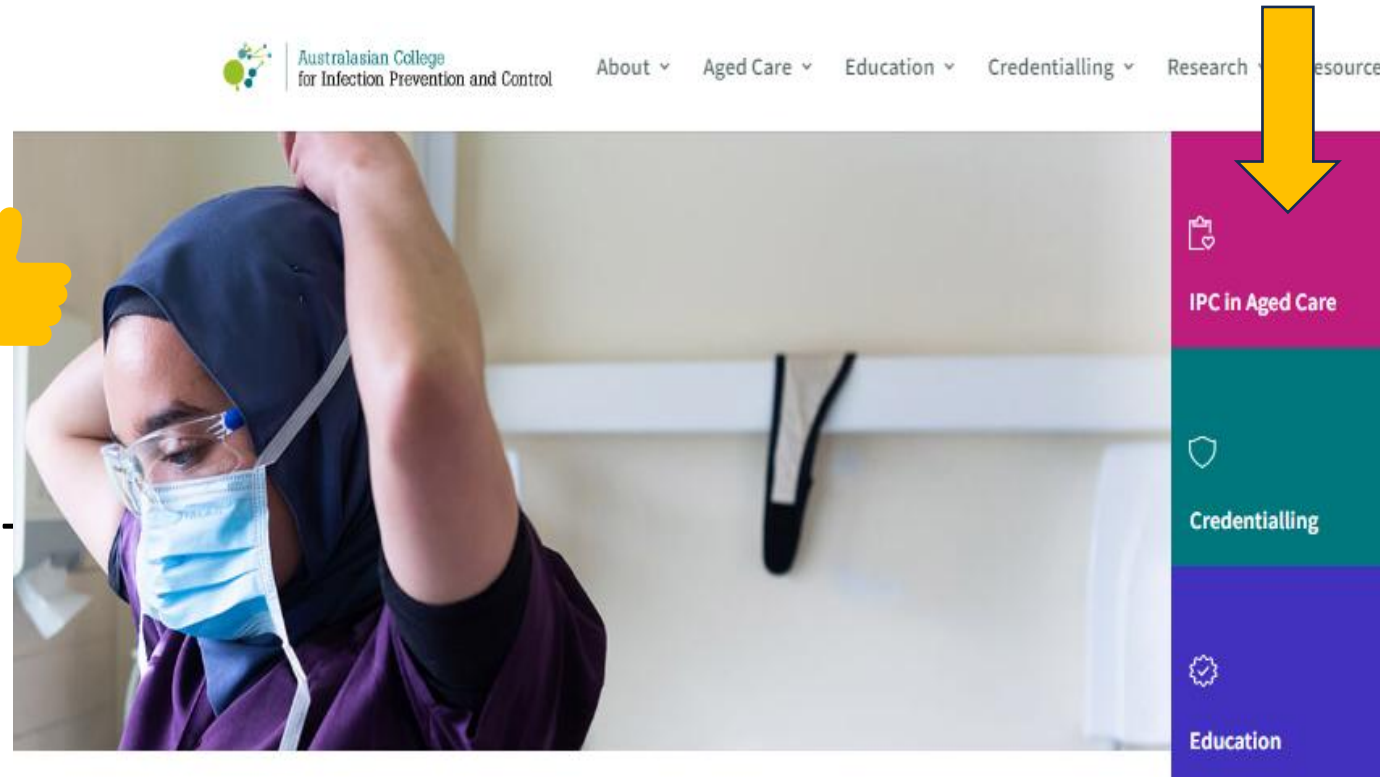 Australasian College
for Infection Prevention and Control
About Aged Care Education Credentialling Research esource
IPC in Aged Care
Credentialling
Education